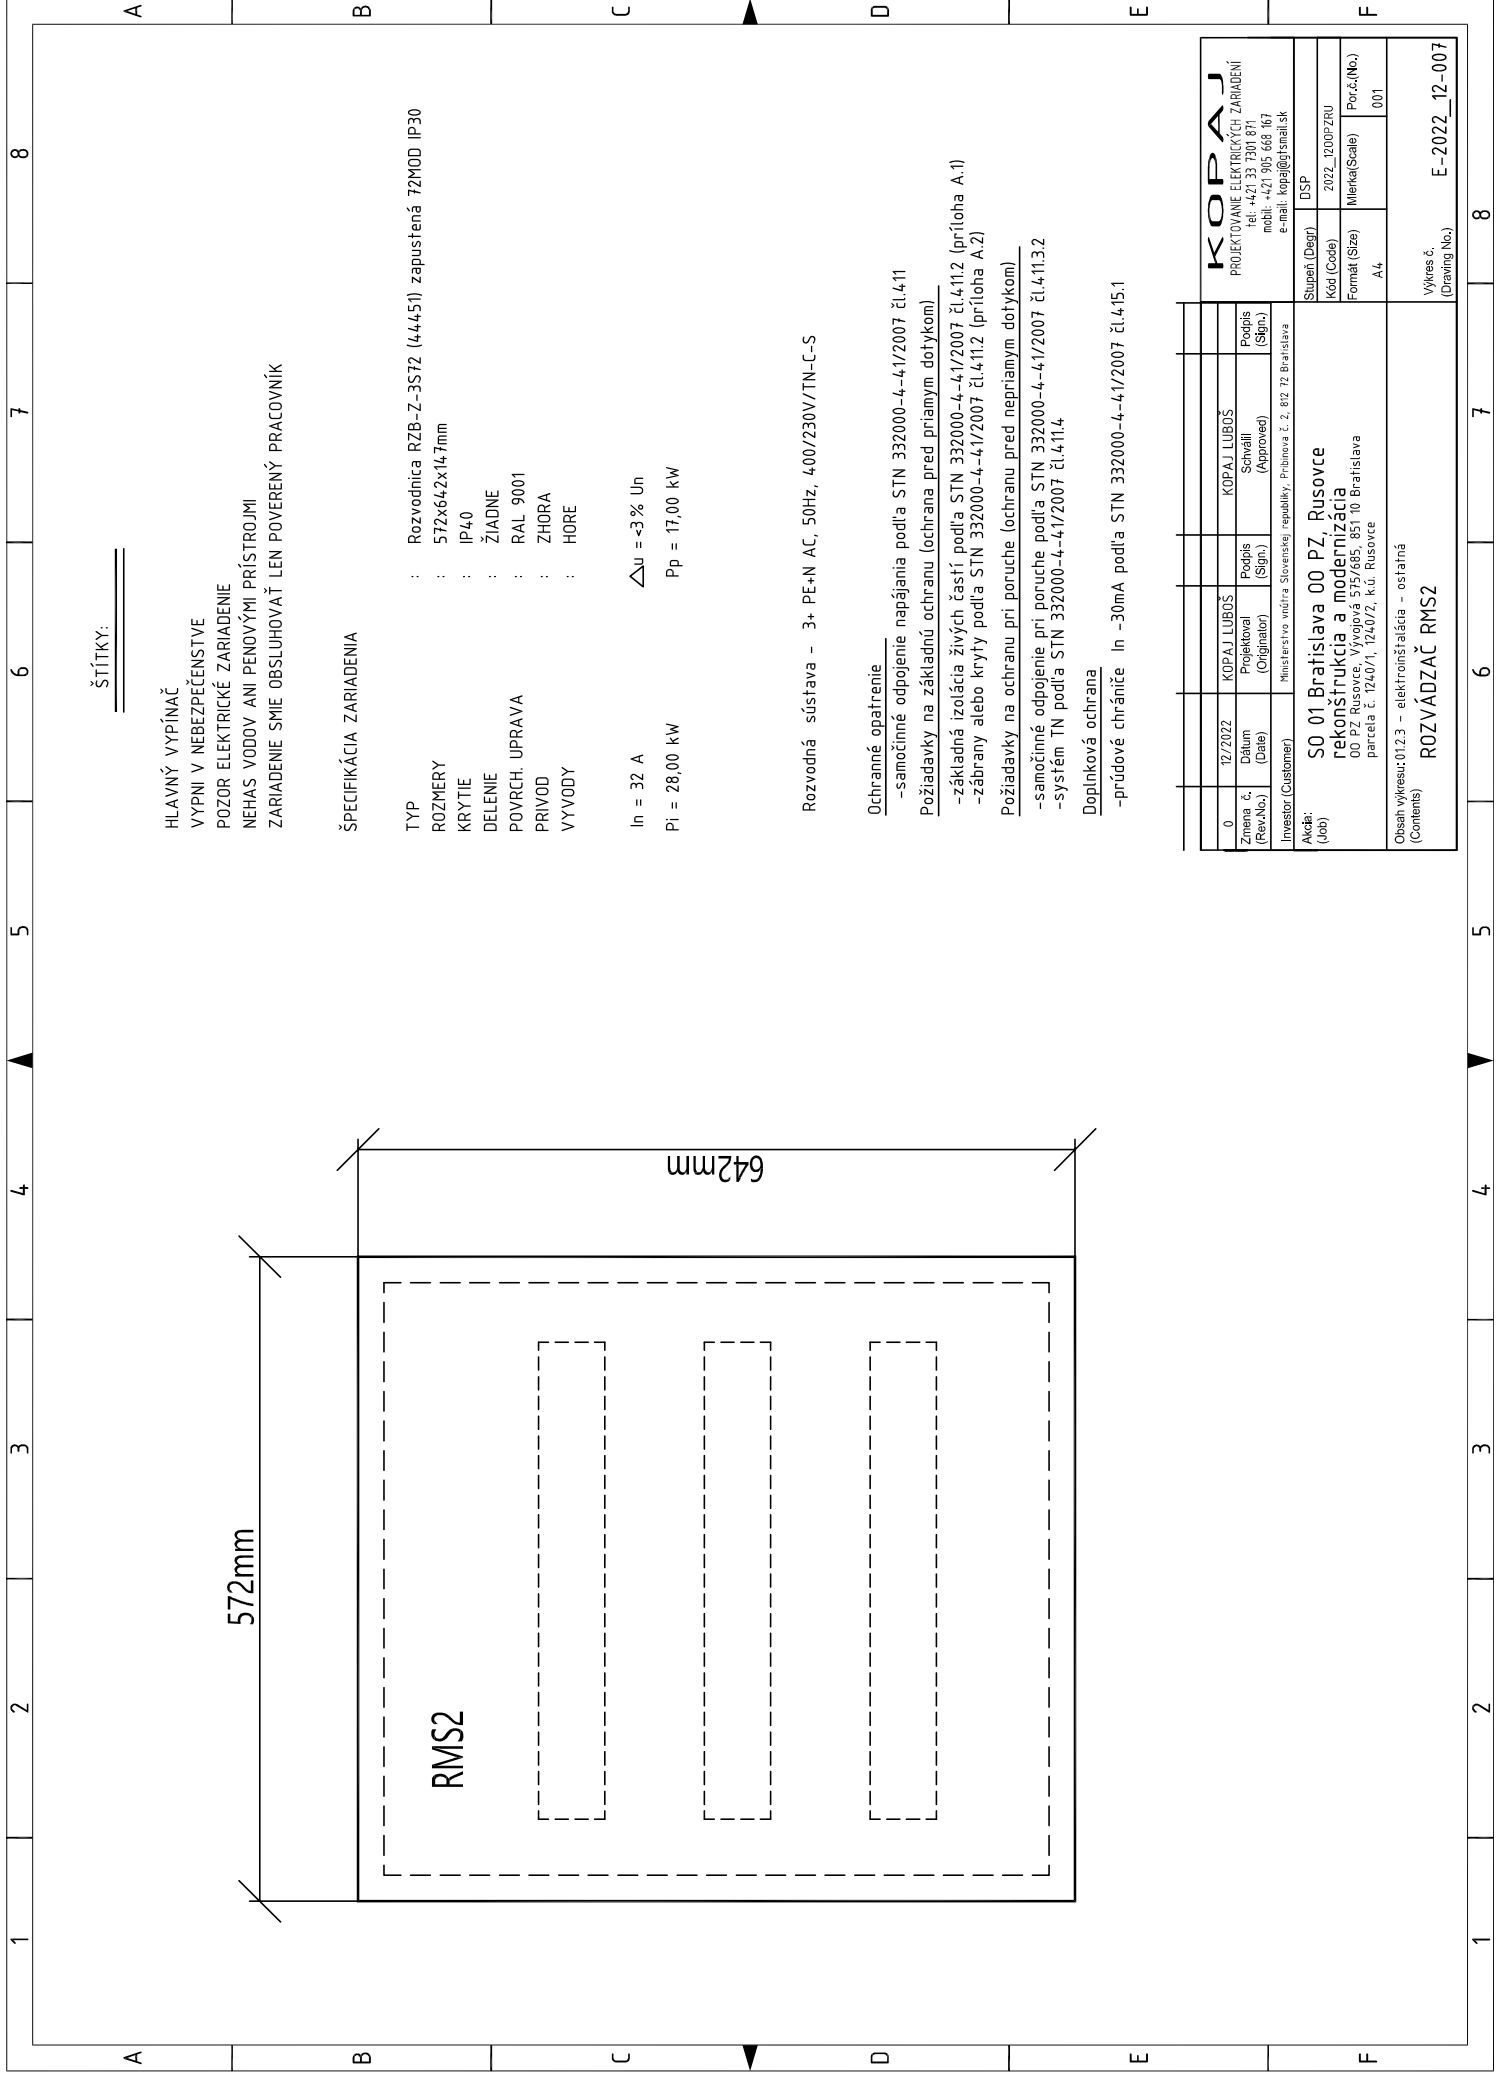 1 2 3 4 5 6 7 8
A
B
C
D
E
F
572mm
642mm
RMS2
ŠTÍTKY:
HLAVNÝ VYPÍNAČ
VYPNI V NEBEZPEČENSTVE
POZOR ELEKTRICKÉ ZARIADENIE
NEHAS VODOV ANI PENOVÝMI PRÍSTROJMI
ZARIADENIE SMIE OBSLUHOVAŤ LEN POVERENÝ PRACOVNÍK
ŠPECIFIKÁCIA ZARIADENIA
TYP : Rozvodnica RZB-Z-3S72 (44451) zapustená 72MOD IP30
ROZMERY : 572x642x147mm
KRYTIE : IP40
DELENIE : ŽIADNE
POVRCH. UPRAVA : RAL 9001
PRIVOD : ZHORA
VYVODY : HORE
In = 32 A △u = <3% Un
Pi = 28,00 kW Pp = 17,00 kW
Rozvodná sústava - 3+ PE+N AC, 50Hz, 400/230V/TN-C-S
Ochranné opatrenie
-samočinné odpojenie napájania podľa STN 332000-4-41/2007 čl.411
Požiadavky na základnú ochranu (ochrana pred priamym dotykom)
-základná izolácia živých častí podľa STN 332000-4-41/2007 čl.411.2 (príloha A.1)
-zábrany alebo kryty podľa STN 332000-4-41/2007 čl.411.2 (príloha A.2)
Požiadavky na ochranu pri poruche (ochranu pred nepriamym dotykom)
-samočinné odpojenie pri poruche podľa STN 332000-4-41/2007 čl.411.3.2
-systém TN podľa STN 332000-4-41/2007 čl.411.4
Doplnková ochrana
-prúdové chrániče In -30mA podľa STN 332000-4-41/2007 čl.415.1
0 12/2022 KOPAJ LUBOŠ KOPAJ LUBOŠ
Zmena č. Dátum Projektoval Podpis Schválil Podpis
(Rev.No.) (Date) (Originator) (Sign.) (Approved) (Sign.)
Investor (Customer) Ministerstvo vnútra Slovenskej republiky, Pribinova č. 2, 812 72 Bratislava
Akcia:
(Job)
SO 01 Bratislava OO PZ, Rusovce
rekonštrukcia a modernizácia
OO PZ Rusovce, Vývojová 575/685, 851 10 Bratislava
parcela č. 1240/1, 1240/2, k.ú. Rusovce
Obsah výkresu: 01.2.3 - elektroinštalácia - ostatná
(Contents)
ROZVÁDZAČ RMS2
KOPAJ
PROJEKTOVANIE ELEKTRICKÝCH ZARIADENÍ
tel: +421 33 7301 871
mobil: +421 905 668 167
e-mail: kopaj@gtsmail.sk
Stupeň (Degr) DSP
Kód (Code) 2022_1200PZRU
Formát (Size) Mierka(Scale) Por.č.(No.)
A4 001
Výkres č.
(Drawing No.)
E-2022_12-007
1 2 3 4 5 6 7 8
A
B
C
D
E
F